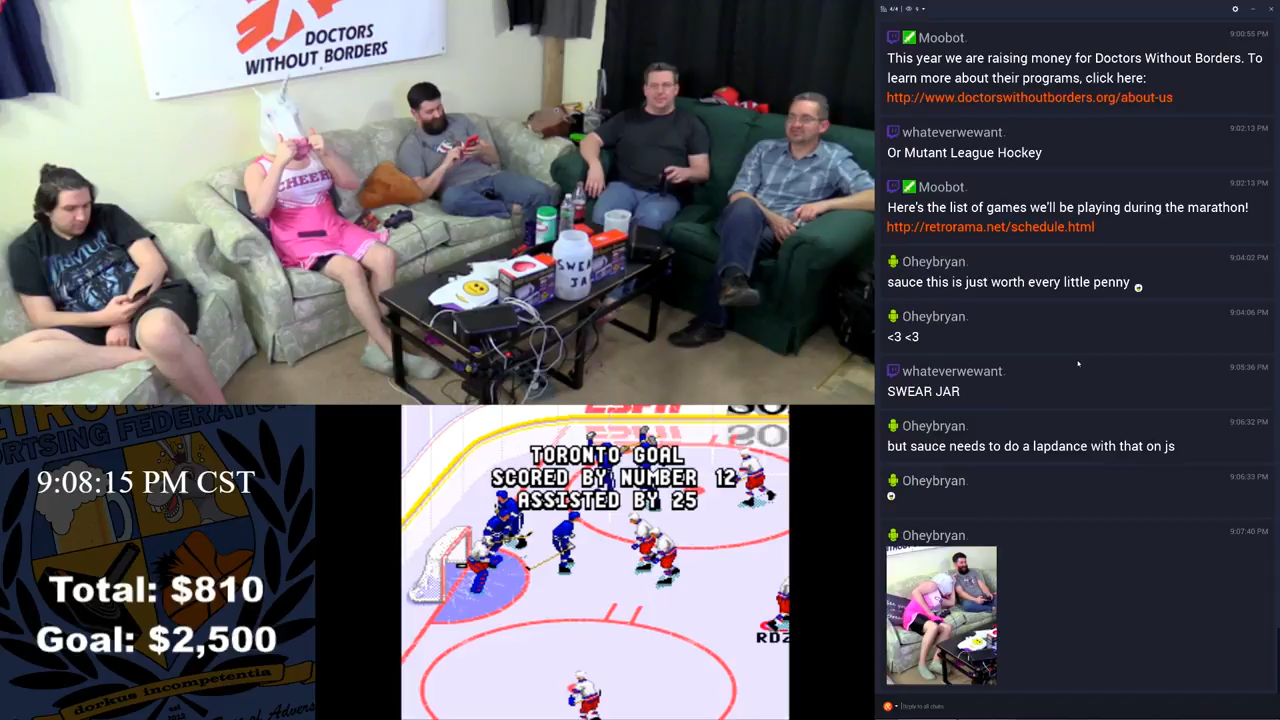 DOCTORS
WITHOUT BORDERS
CHEER
SWEAR
JA
9:08:15 PM CST
Total: $810
Goal: $2,500
dorkus incompetentia
ESPN
TORONTO GOAL
SCORED BY NUMBER 12
ASSISTED BY 25
4/4
Moobot.
9:00:55 PM
This year we are raising money for Doctors Without Borders. To
learn more about their programs, click here:
http://www.doctorswithoutborders.org/about-us
whateverwewant.
9:02:13 PM
Or Mutant League Hockey
Moobot.
9:02:13 PM
Here's the list of games we'll be playing during the marathon!
http://retrorama.net/schedule.html
Oheybryan.
9:04:02 PM
sauce this is just worth every little penny
Oheybryan.
9:04:06 PM
<3 <3
whateverwewant.
9:05:36 PM
SWEAR JAR
Oheybryan.
9:06:32 PM
but sauce needs to do a lapdance with that on js
Oheybryan.
9:06:33 PM
Oheybryan.
9:07:40 PM
Reply to all chats